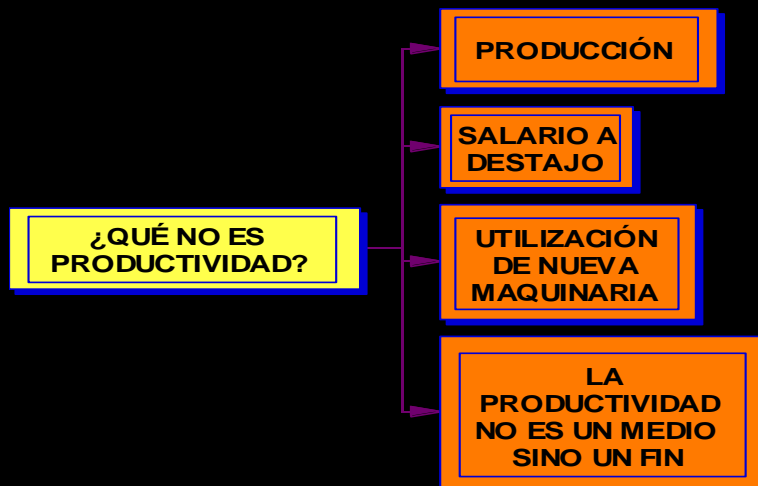 ¿QUÉ NO ES
PRODUCTIVIDAD?
PRODUCCIÓN
SALARIO A
DESTAJO
UTILIZACIÓN
DE NUEVA
MAQUINARIA
LA
PRODUCTIVIDAD
NO ES UN MEDIO
SINO UN FIN